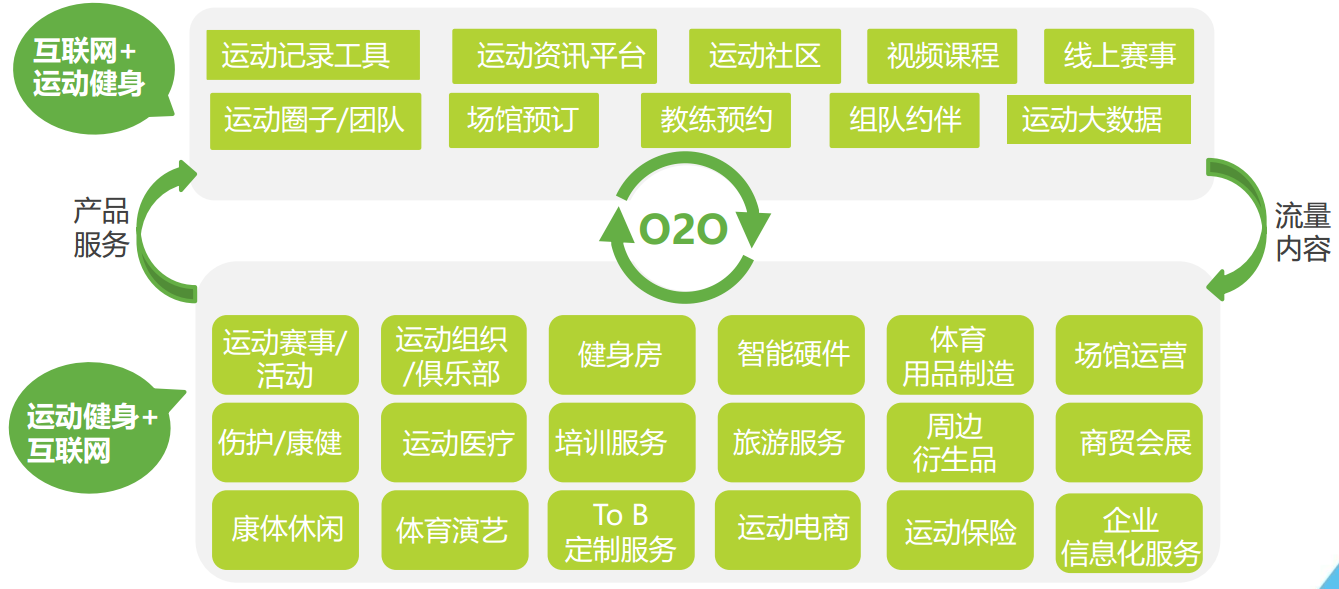 互联网+
运动健身
运动记录工具
运动资讯平台
运动社区
视频课程
线上赛事
运动圈子/团队
场馆预订
教练预约
组队约伴
运动大数据
产品
服务
O2O
流量
内容
运动健身+
互联网
运动赛事/
活动
运动组织
/俱乐部
健身房
智能硬件
体育
用品制造
场馆运营
伤护/康健
运动医疗
培训服务
旅游服务
周边
衍生品
商贸会展
康体休闲
体育演艺
To B
定制服务
运动电商
运动保险
企业
信息化服务